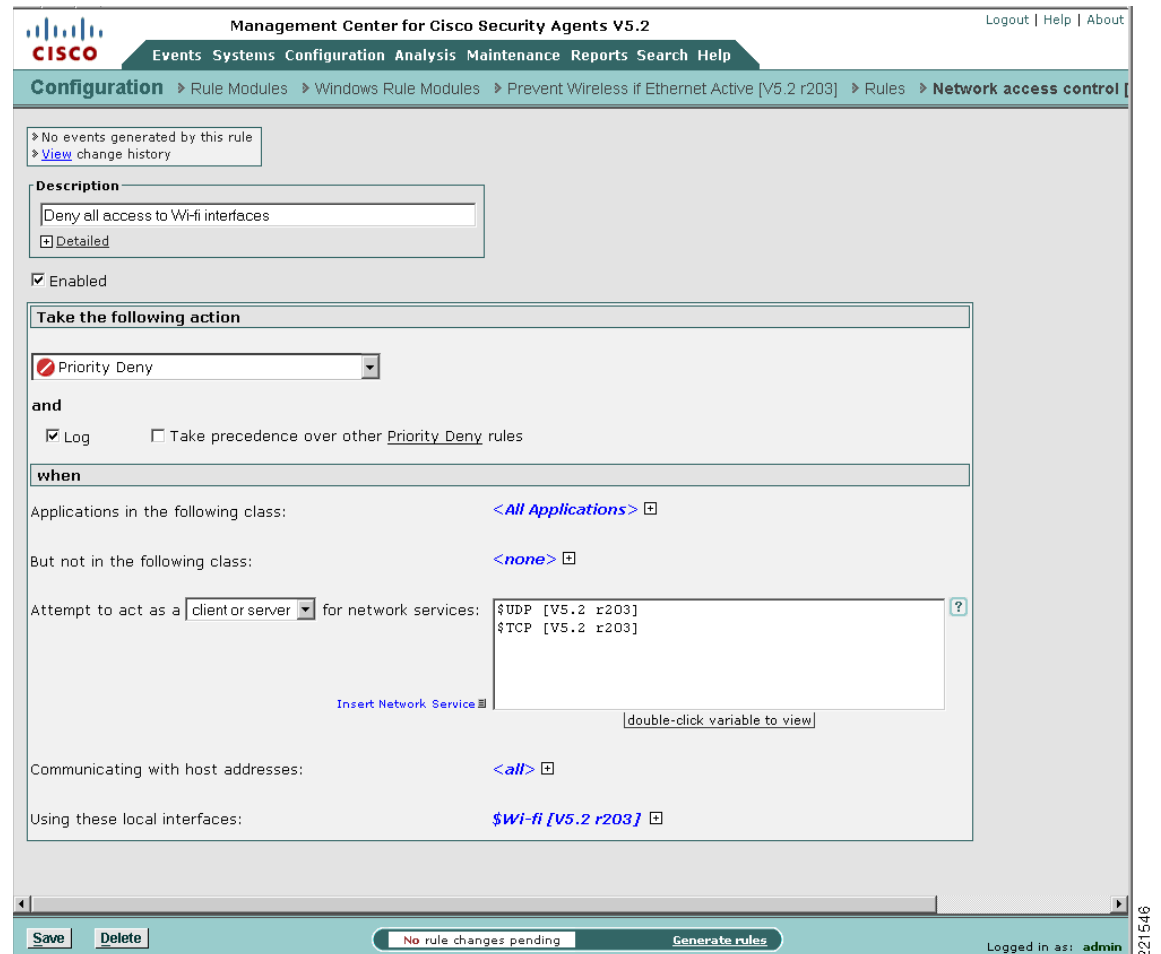 Management Center for Cisco Security Agents V5.2
Logout | Help | About
CISCO
Events Systems Configuration Analysis Maintenance Reports Search Help
Configuration > Rule Modules > Windows Rule Modules > Prevent Wireless if Ethernet Active [V5.2 r203] > Rules > Network access control [
> No events generated by this rule
> View change history
Description
Deny all access to Wi-fi interfaces
+ Detailed
Enabled
Take the following action
Priority Deny
and
Log Take precedence over other Priority Deny rules
when
Applications in the following class: <All Applications> +
But not in the following class: <none> +
Attempt to act as a client or server for network services:
$UDP [V5.2 r203]
$TCP [V5.2 r203]
?
Insert Network Service
double-click variable to view
Communicating with host addresses: <all> +
Using these local interfaces: $Wi-fi [V5.2 r203] +
Save Delete No rule changes pending Generate rules Logged in as: admin
221546